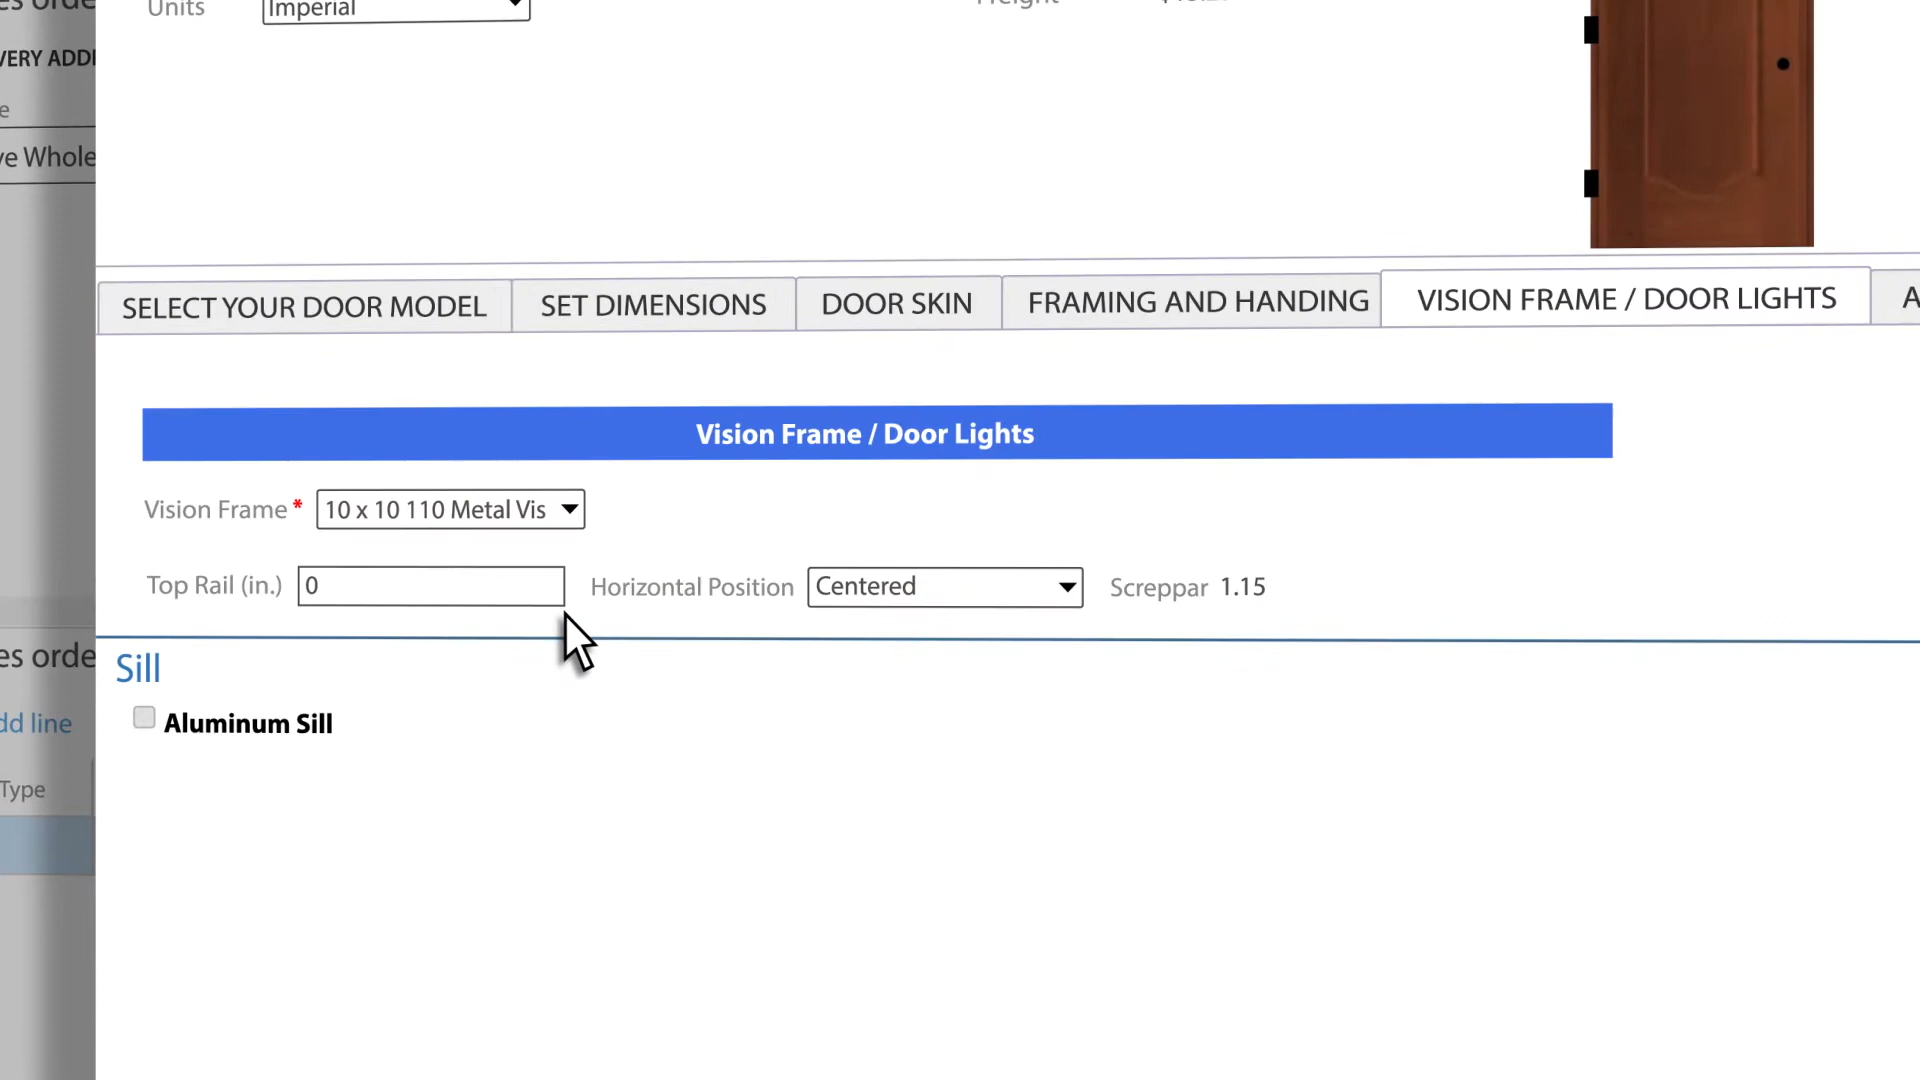 Units Imperial
VERY ADD
e
ve Whole
SELECT YOUR DOOR MODEL SET DIMENSIONS DOOR SKIN FRAMING AND HANDING VISION FRAME / DOOR LIGHTS A
Vision Frame / Door Lights
Vision Frame* 10 x 10 110 Metal Vis
Top Rail (in.) 0 Horizontal Position Centered Screppar 1.15
es orde
Sill
dd line
Aluminum Sill
Type